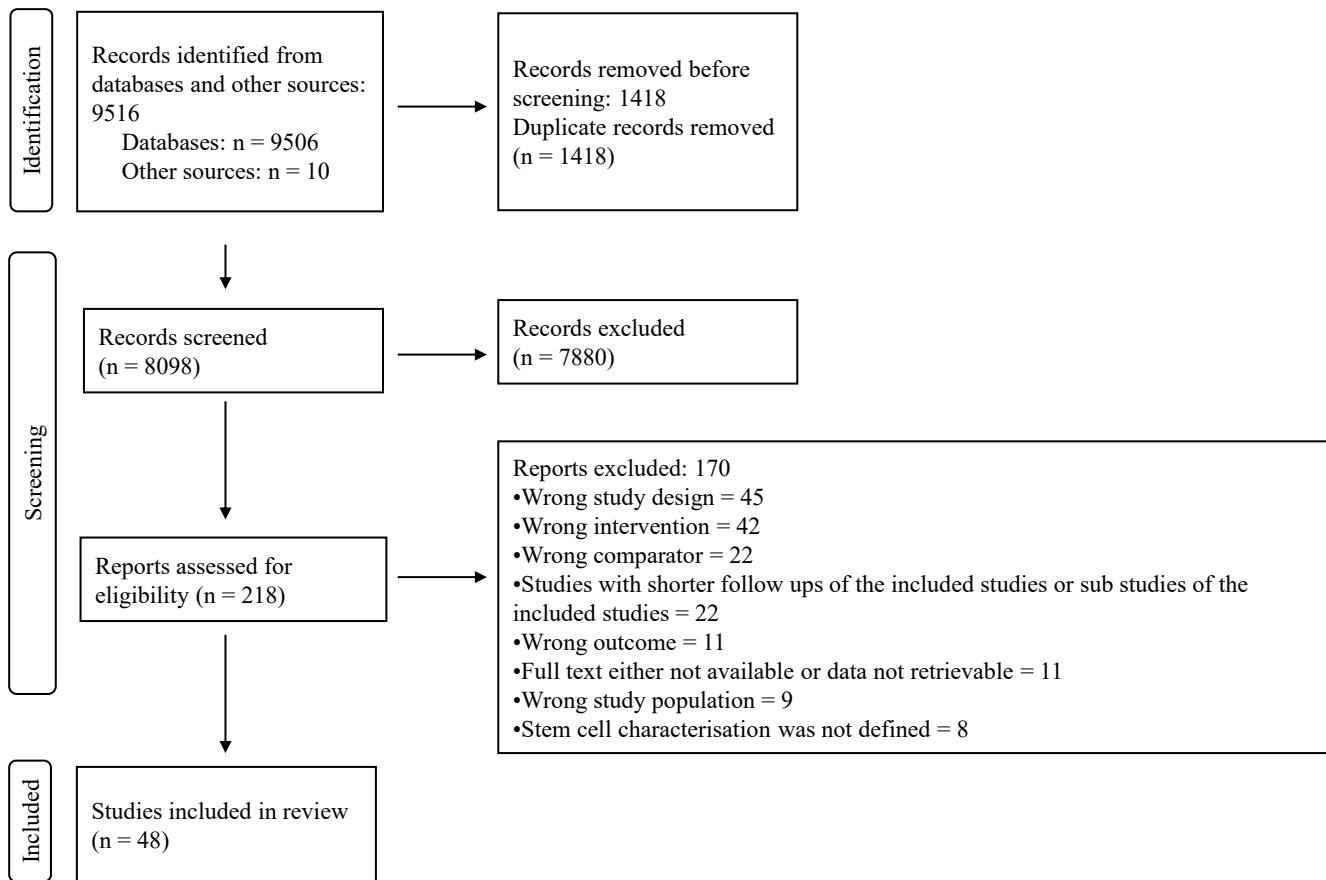 Identification
Records identified from
databases and other sources:
9516
Databases: n = 9506
Other sources: n = 10
Records removed before
screening: 1418
Duplicate records removed
(n = 1418)
Screening
Records screened
(n = 8098)
Records excluded
(n = 7880)
Reports assessed for
eligibility (n = 218)
Reports excluded: 170
•Wrong study design = 45
•Wrong intervention = 42
•Wrong comparator = 22
•Studies with shorter follow ups of the included studies or sub studies of the
included studies = 22
•Wrong outcome = 11
•Full text either not available or data not retrievable = 11
•Wrong study population = 9
•Stem cell characterisation was not defined = 8
Included
Studies included in review
(n = 48)